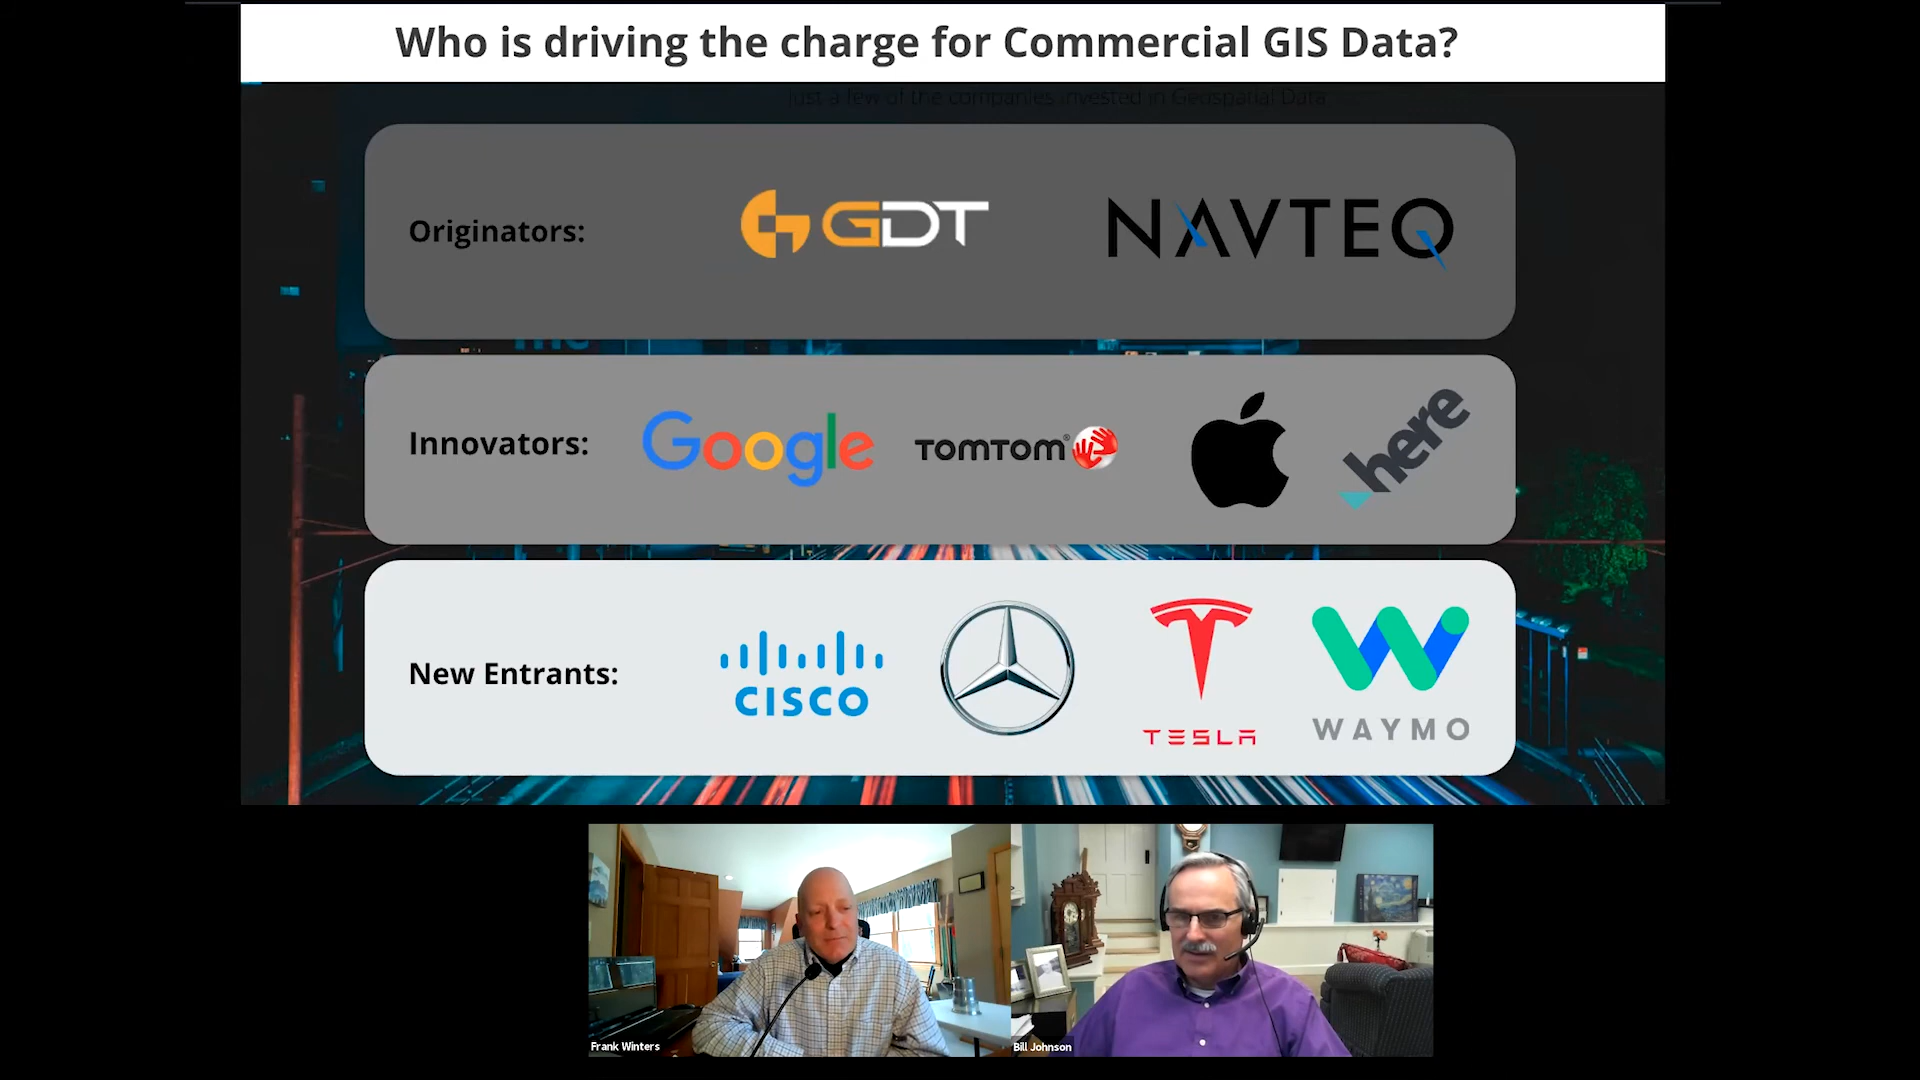 Who is driving the charge for Commercial GIS Data?
Just a few of the companies invested in Geospatial Data
Originators:
GDT
NAVTEQ
Innovators:
Google
TOMTOM®
here
New Entrants:
CISCO
TESLA
WAYMO
Frank Winters
Bill Johnson